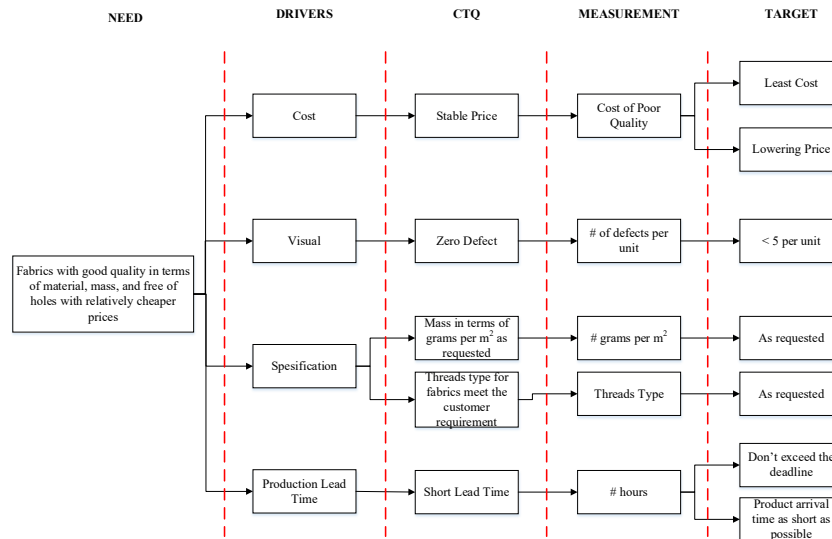 NEED
DRIVERS
CTQ
MEASUREMENT
TARGET
Fabrics with good quality in terms
of material, mass, and free of
holes with relatively cheaper
prices
Cost
Stable Price
Cost of Poor
Quality
Least Cost
Lowering Price
Visual
Zero Defect
# of defects per
unit
< 5 per unit
Spesification
Mass in terms of
grams per m² as
requested
# grams per m²
As requested
Threads type for
fabrics meet the
customer
requirement
Threads Type
As requested
Production Lead
Time
Short Lead Time
# hours
Don’t exceed the
deadline
Product arrival
time as short as
possible